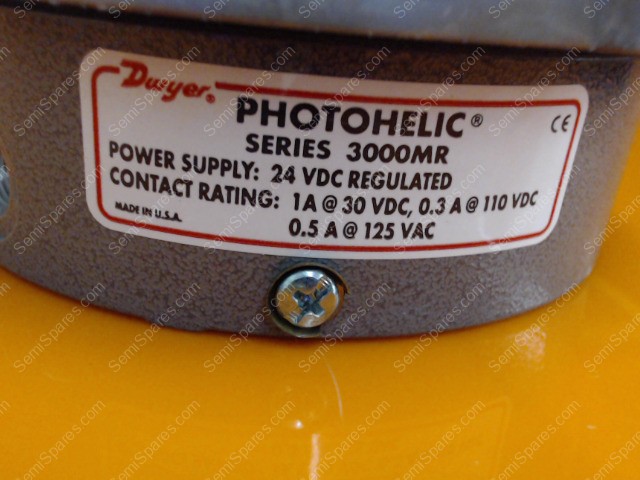 Dwyer®
PHOTOHELIC®
CE
SERIES 3000MR
POWER SUPPLY: 24 VDC REGULATED
CONTACT RATING: 1A @ 30 VDC, 0.3 A @ 110 VDC
MADE IN U.S.A.
0.5 A @ 125 VAC
SemiSpares.com